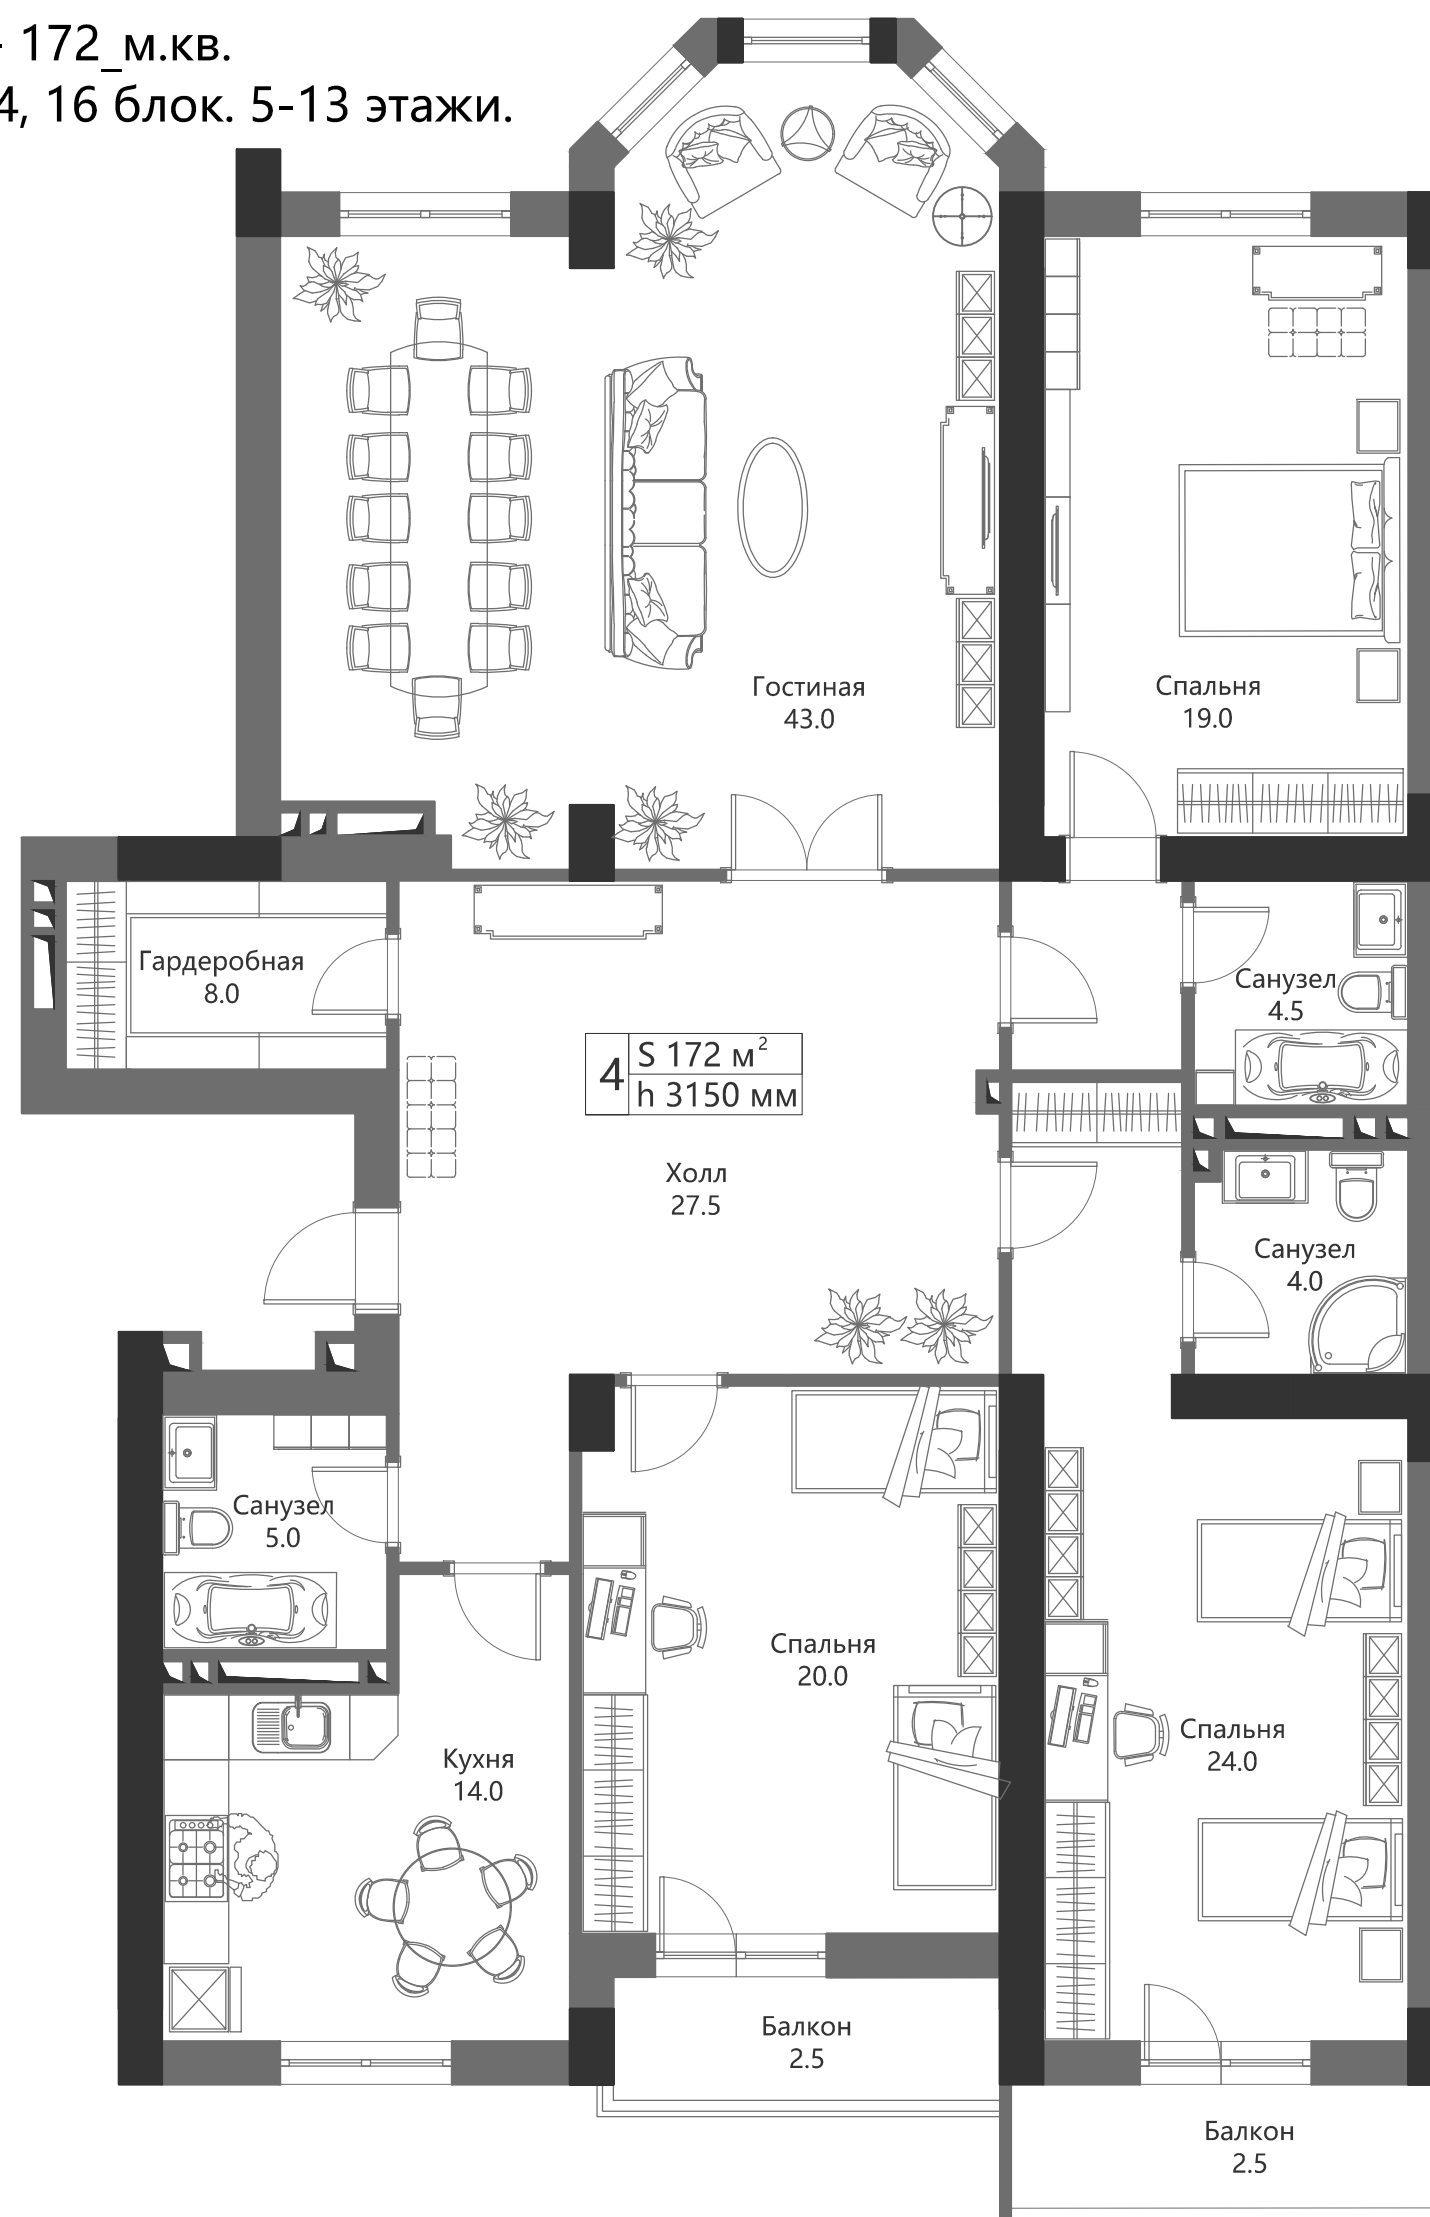 - 172_м.кв.
4, 16 блок. 5-13 этажи.
Гостиная
43.0
Спальня
19.0
Гардеробная
8.0
Санузел
4.5
4
S 172 м²
h 3150 мм
Холл
27.5
Санузел
4.0
Санузел
5.0
Спальня
20.0
Спальня
24.0
Кухня
14.0
Балкон
2.5
Балкон
2.5